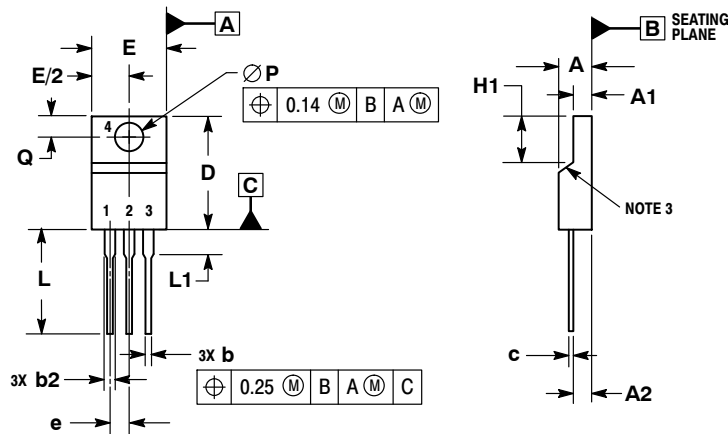 A
E
B SEATING PLANE
E/2
Ø P
A
H1
A1
⌖ 0.14 Ⓜ B A Ⓜ
4
Q
D
C
NOTE 3
1 2 3
L
L1
3X b
c
3X b2
⌖ 0.25 Ⓜ B A Ⓜ C
A2
e